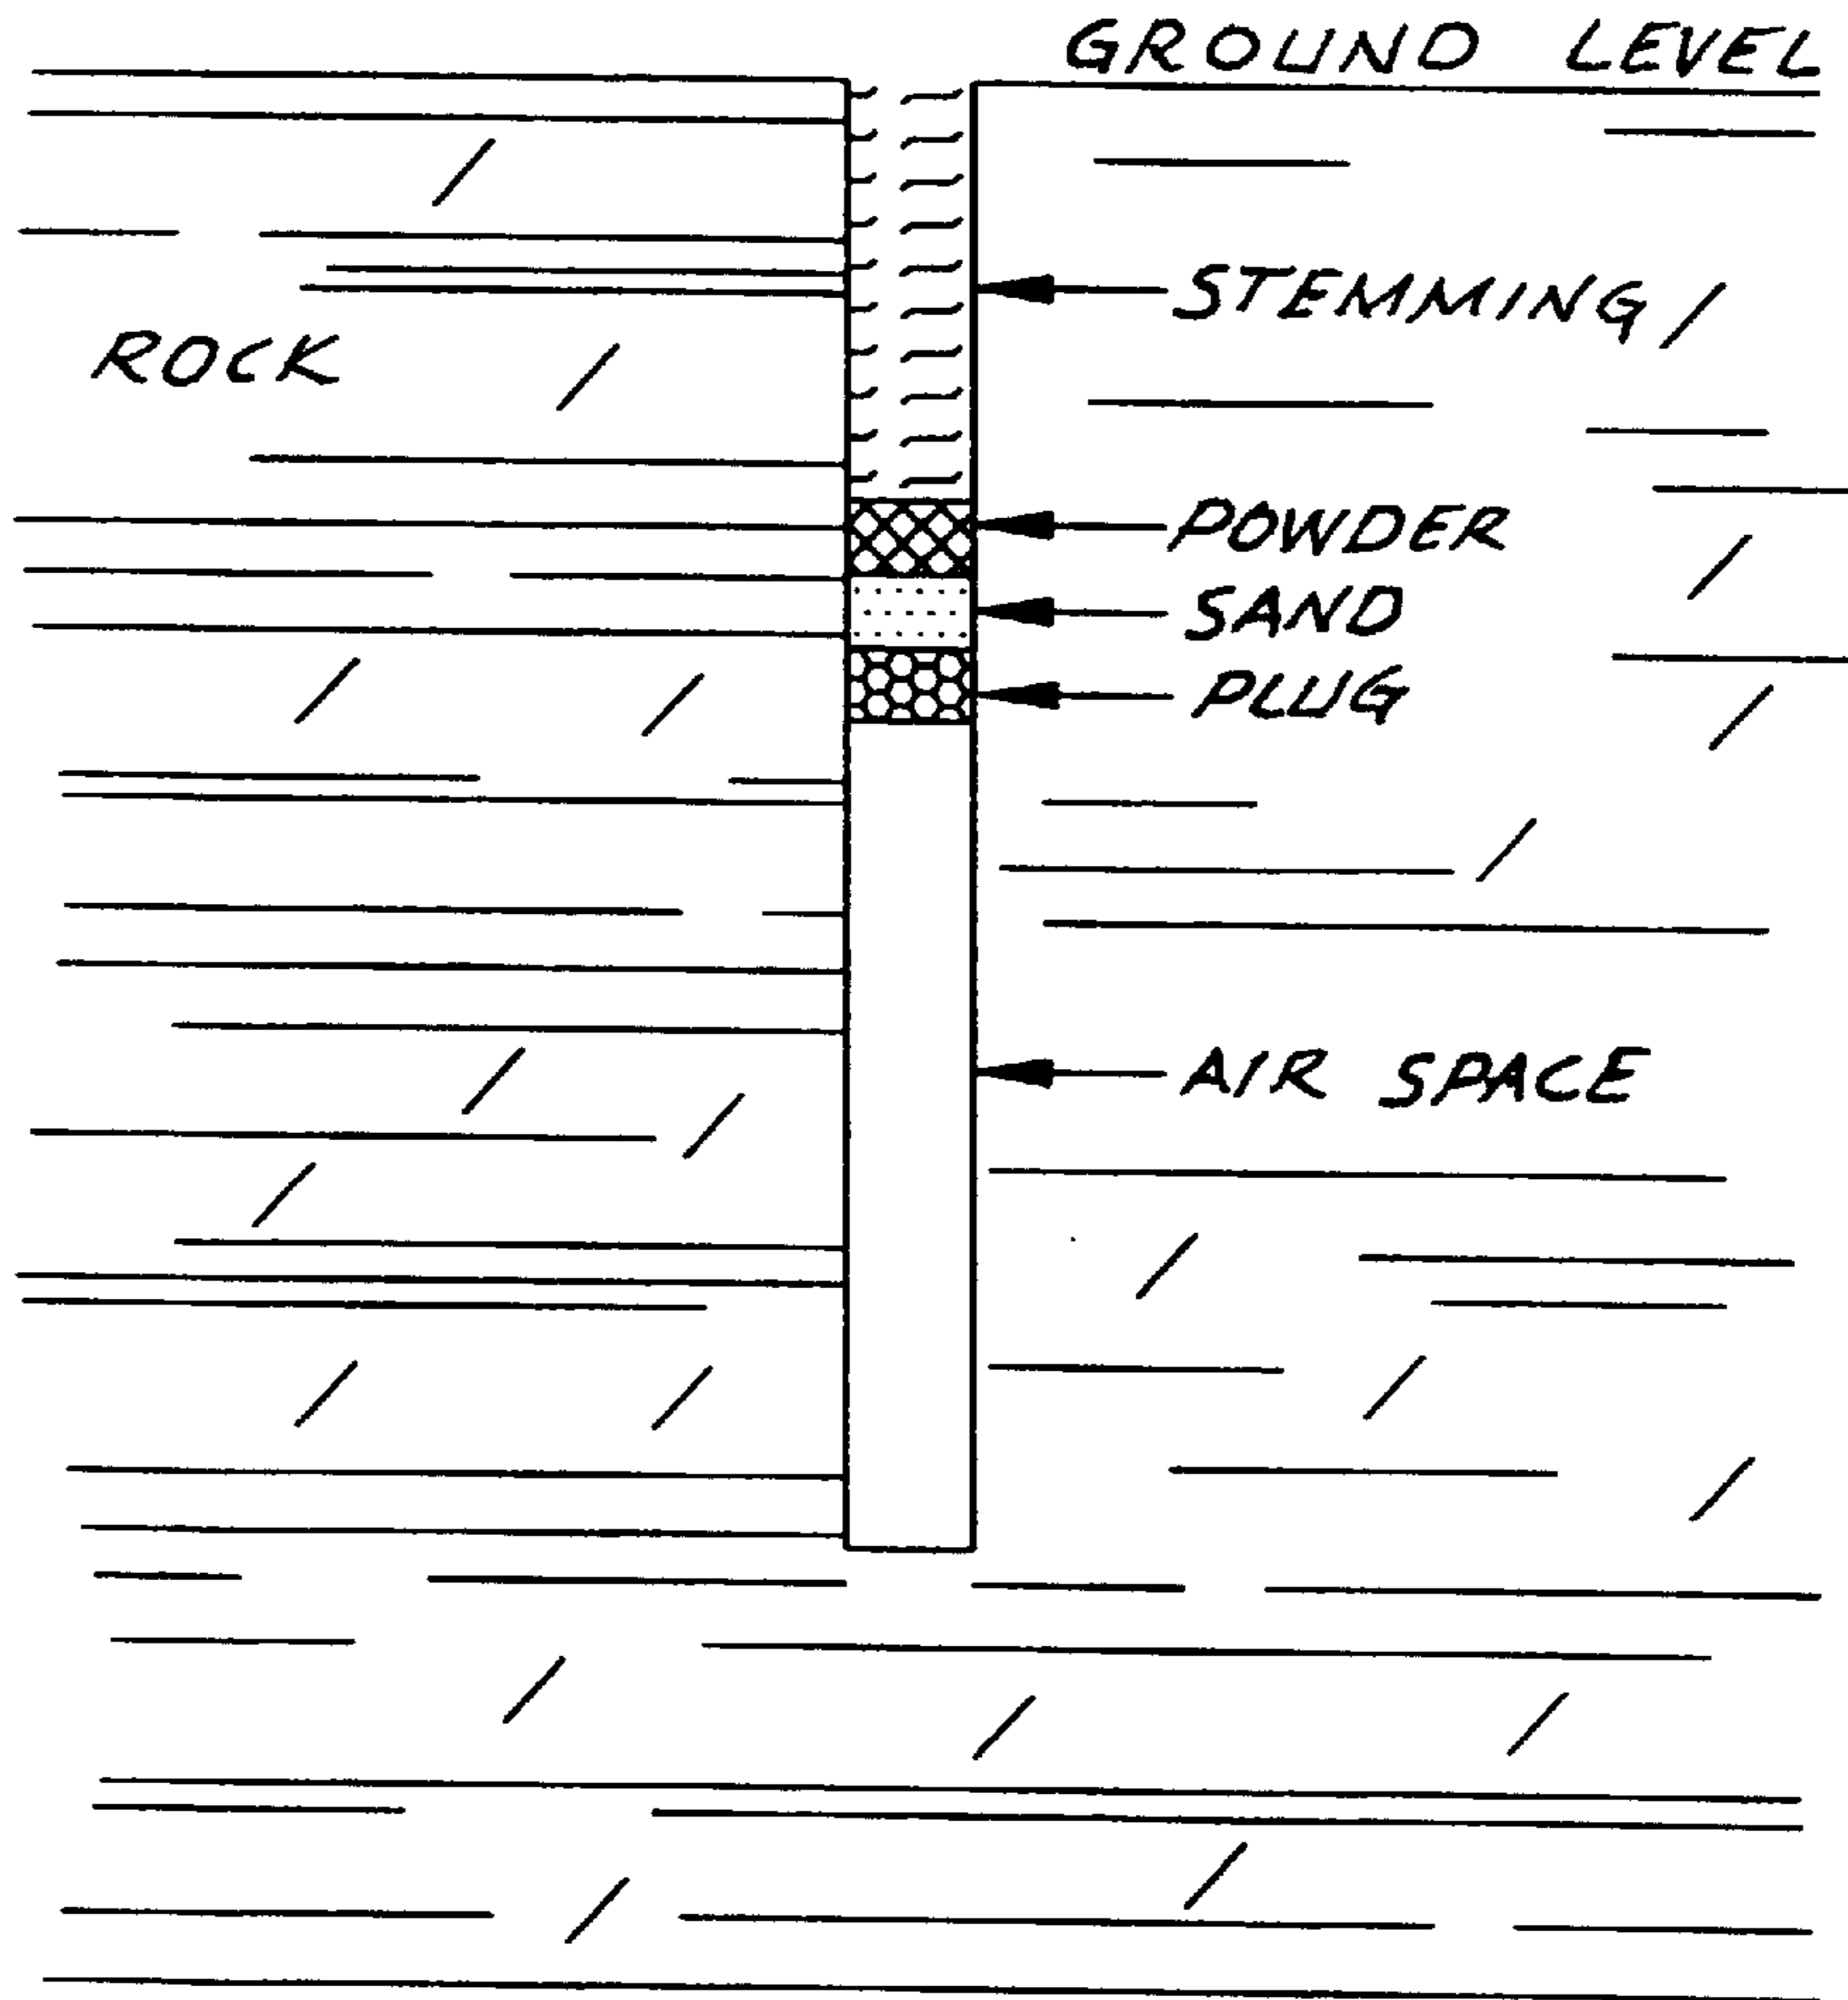 GROUND LEVEL
STEMMING
ROCK
POWDER
SAND
PLUG
AIR SPACE